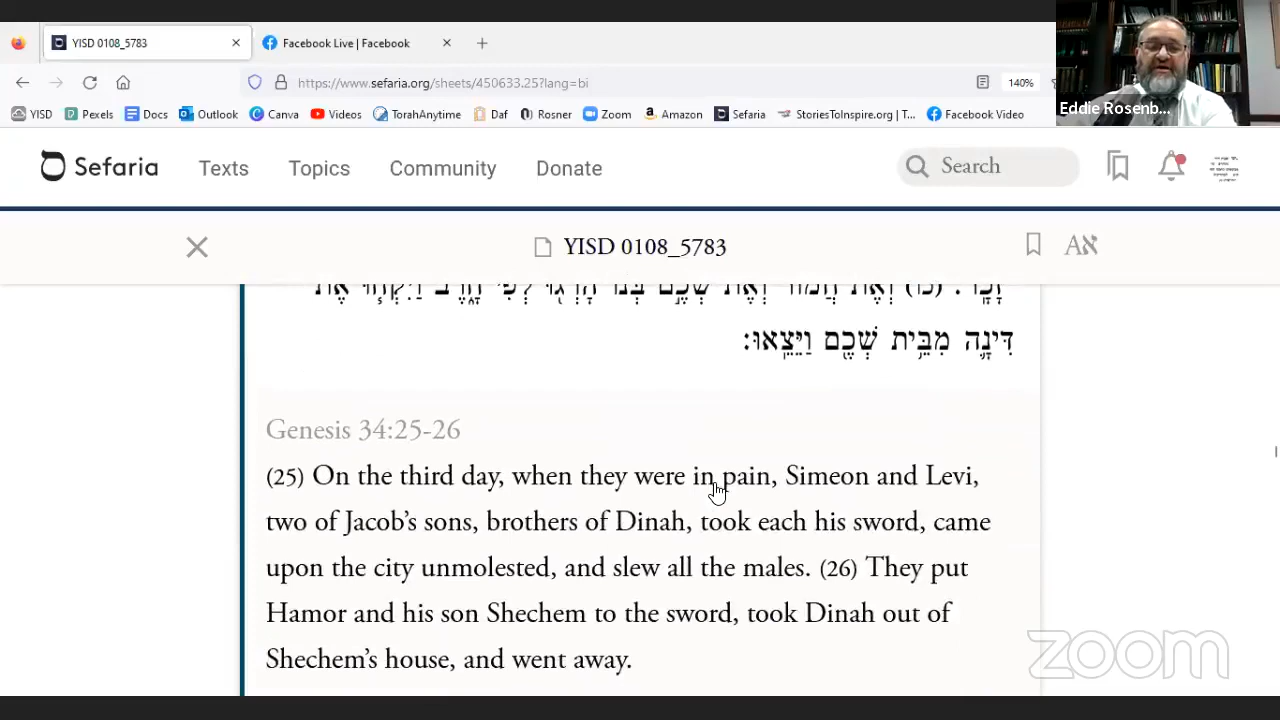 YISD 0108_5783
Facebook Live | Facebook
https://www.sefaria.org/sheets/450633.25?lang=bi
140%
YISD Pexels Docs Outlook Canva Videos TorahAnytime Daf Rosner Zoom Amazon Sefaria StoriesToInspire.org | T... Facebook Video
Eddie Rosenb...
Sefaria Texts Topics Community Donate Search
YISD 0108_5783 Aא
זָכָֽר׃ (כו) וְאֶת חֲמוֹר וְאֶת שְׁכֶ֣ם בְּנ֔וֹ הָרְג֖וּ לְפִי חָ֑רֶב וַיִּקְח֧וּ אֶת
דִּינָ֛ה מִבֵּ֥ית שְׁכֶ֖ם וַיֵּצֵֽאוּ׃
Genesis 34:25-26
(25) On the third day, when they were in pain, Simeon and Levi,
two of Jacob’s sons, brothers of Dinah, took each his sword, came
upon the city unmolested, and slew all the males. (26) They put
Hamor and his son Shechem to the sword, took Dinah out of
Shechem’s house, and went away.
zoom